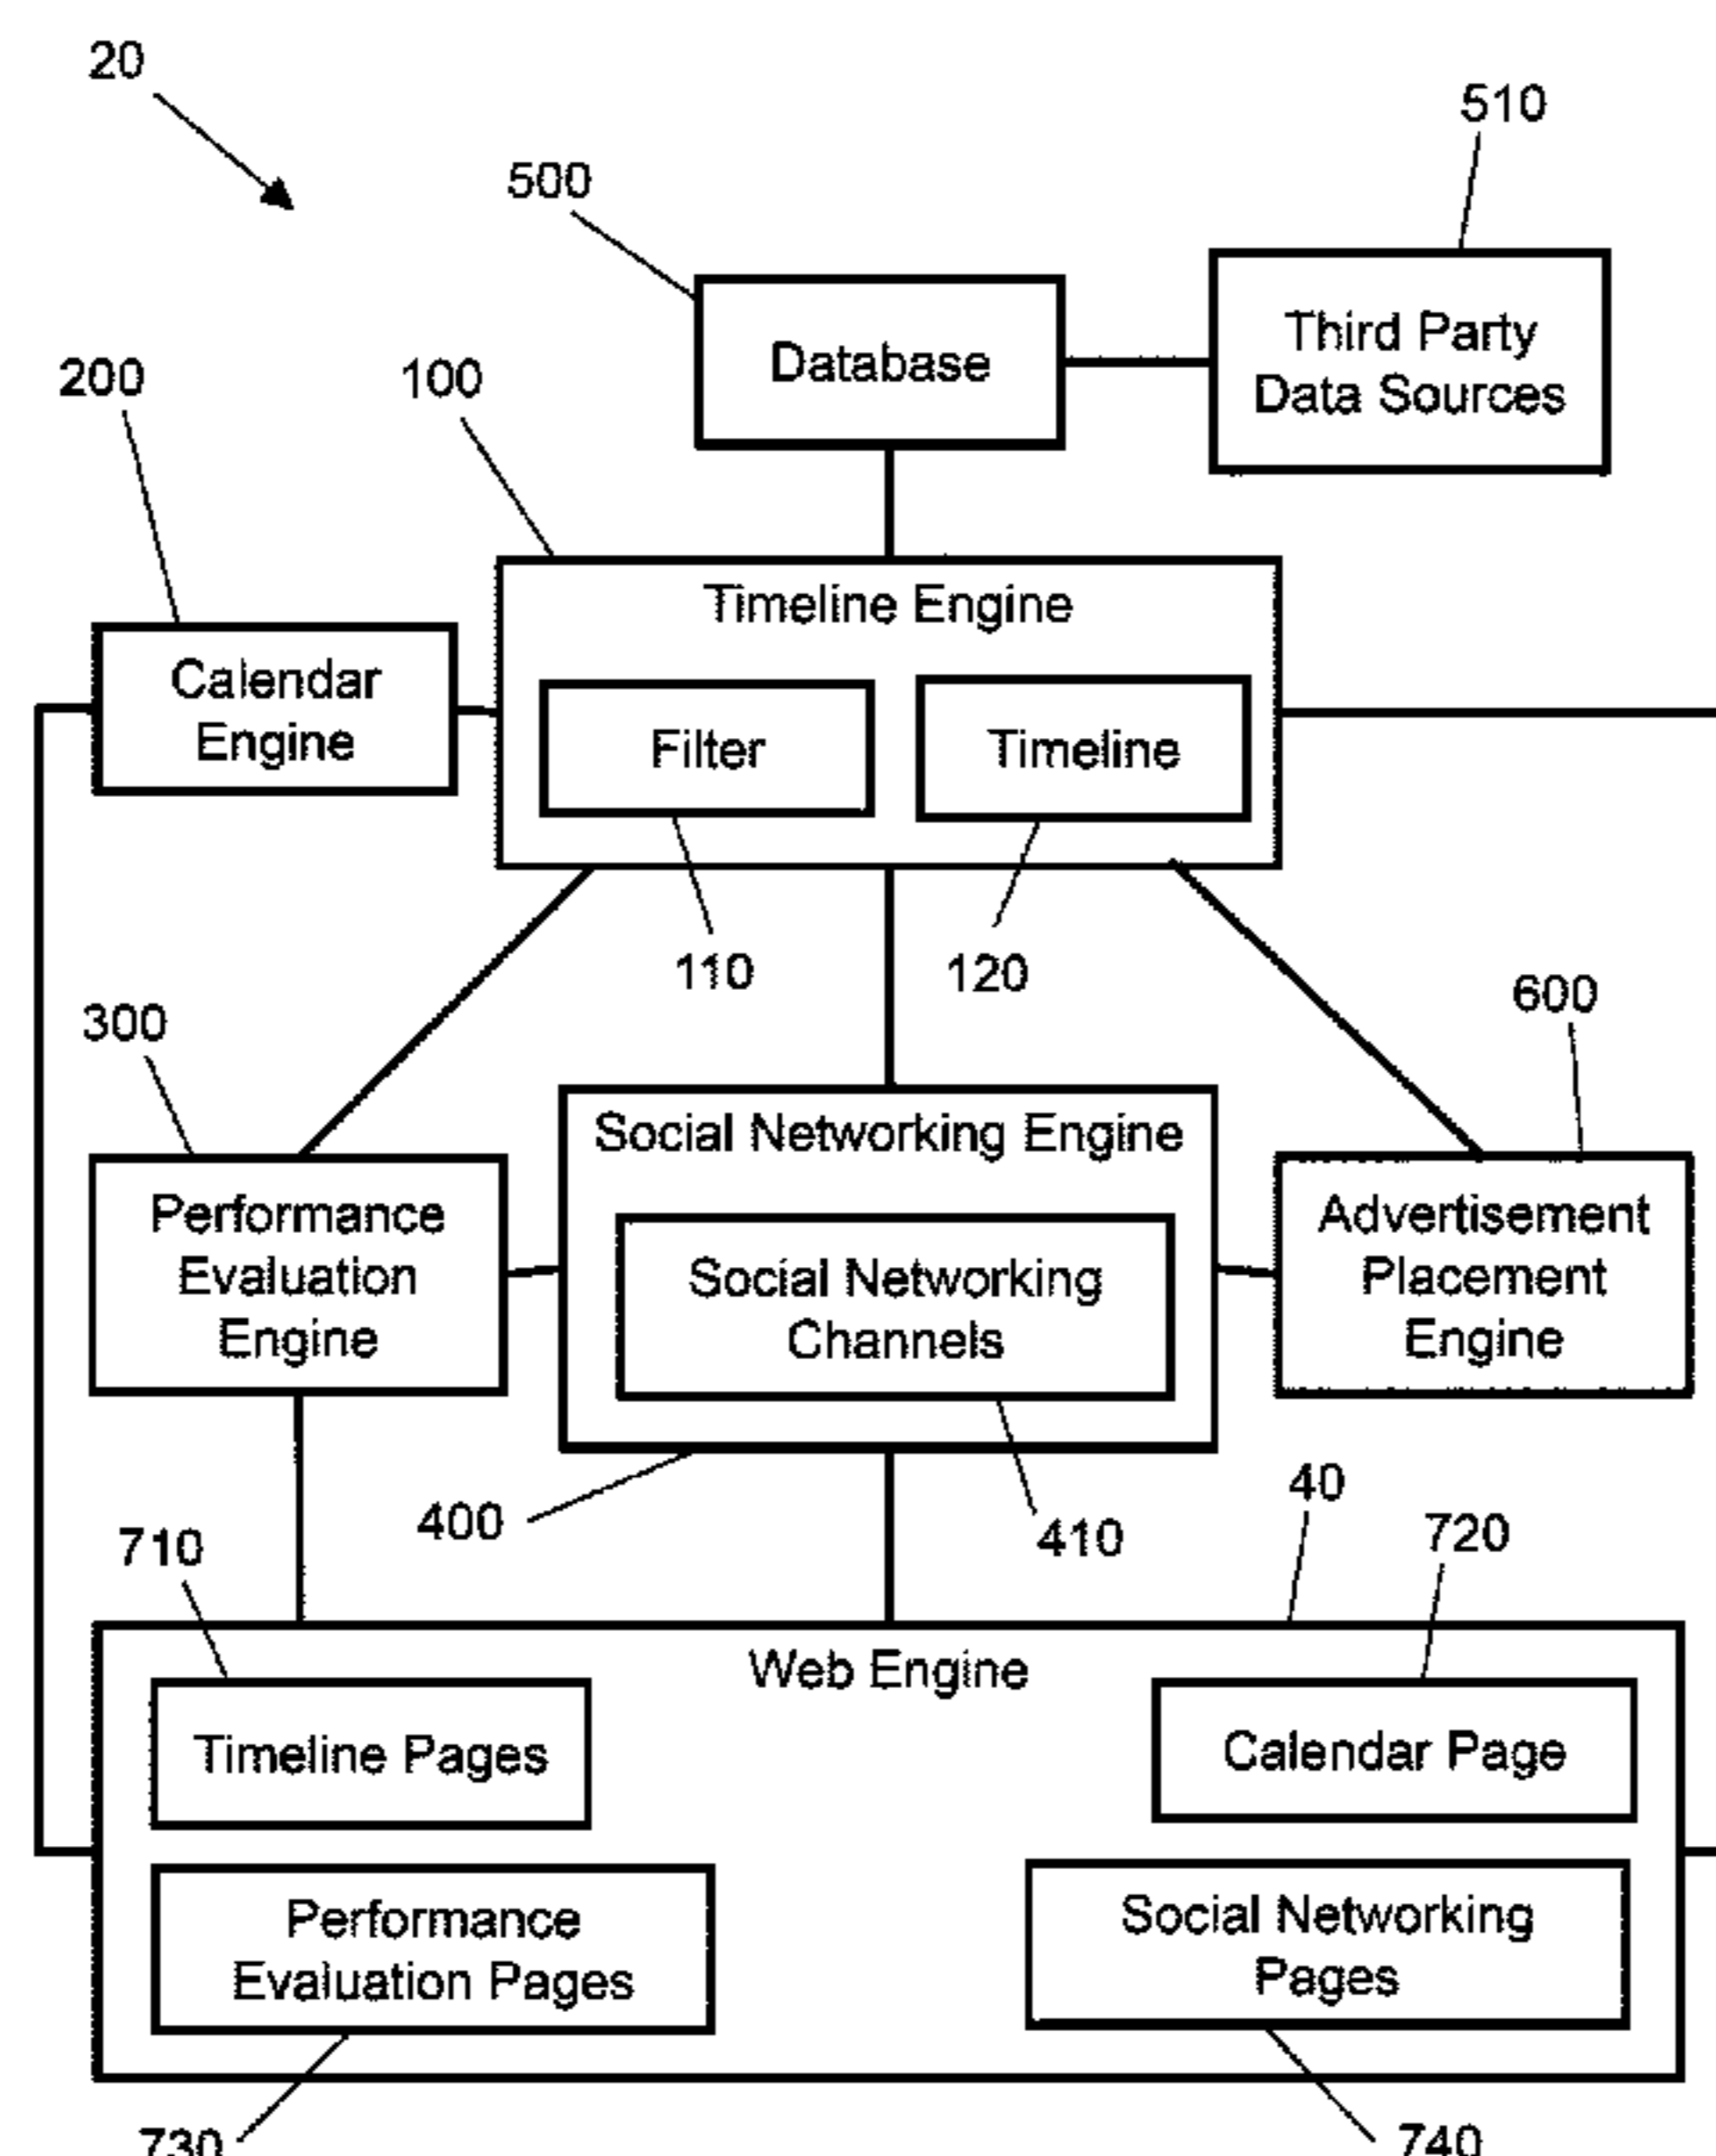 20
510
500
Database
Third Party
Data Sources
200
100
Timeline Engine
Calendar
Engine
Filter
Timeline
110
120
600
300
Social Networking Engine
Performance
Evaluation
Engine
Social Networking
Channels
Advertisement
Placement
Engine
400
410
40
710
720
Web Engine
Timeline Pages
Calendar Page
Performance
Evaluation Pages
Social Networking
Pages
730
740